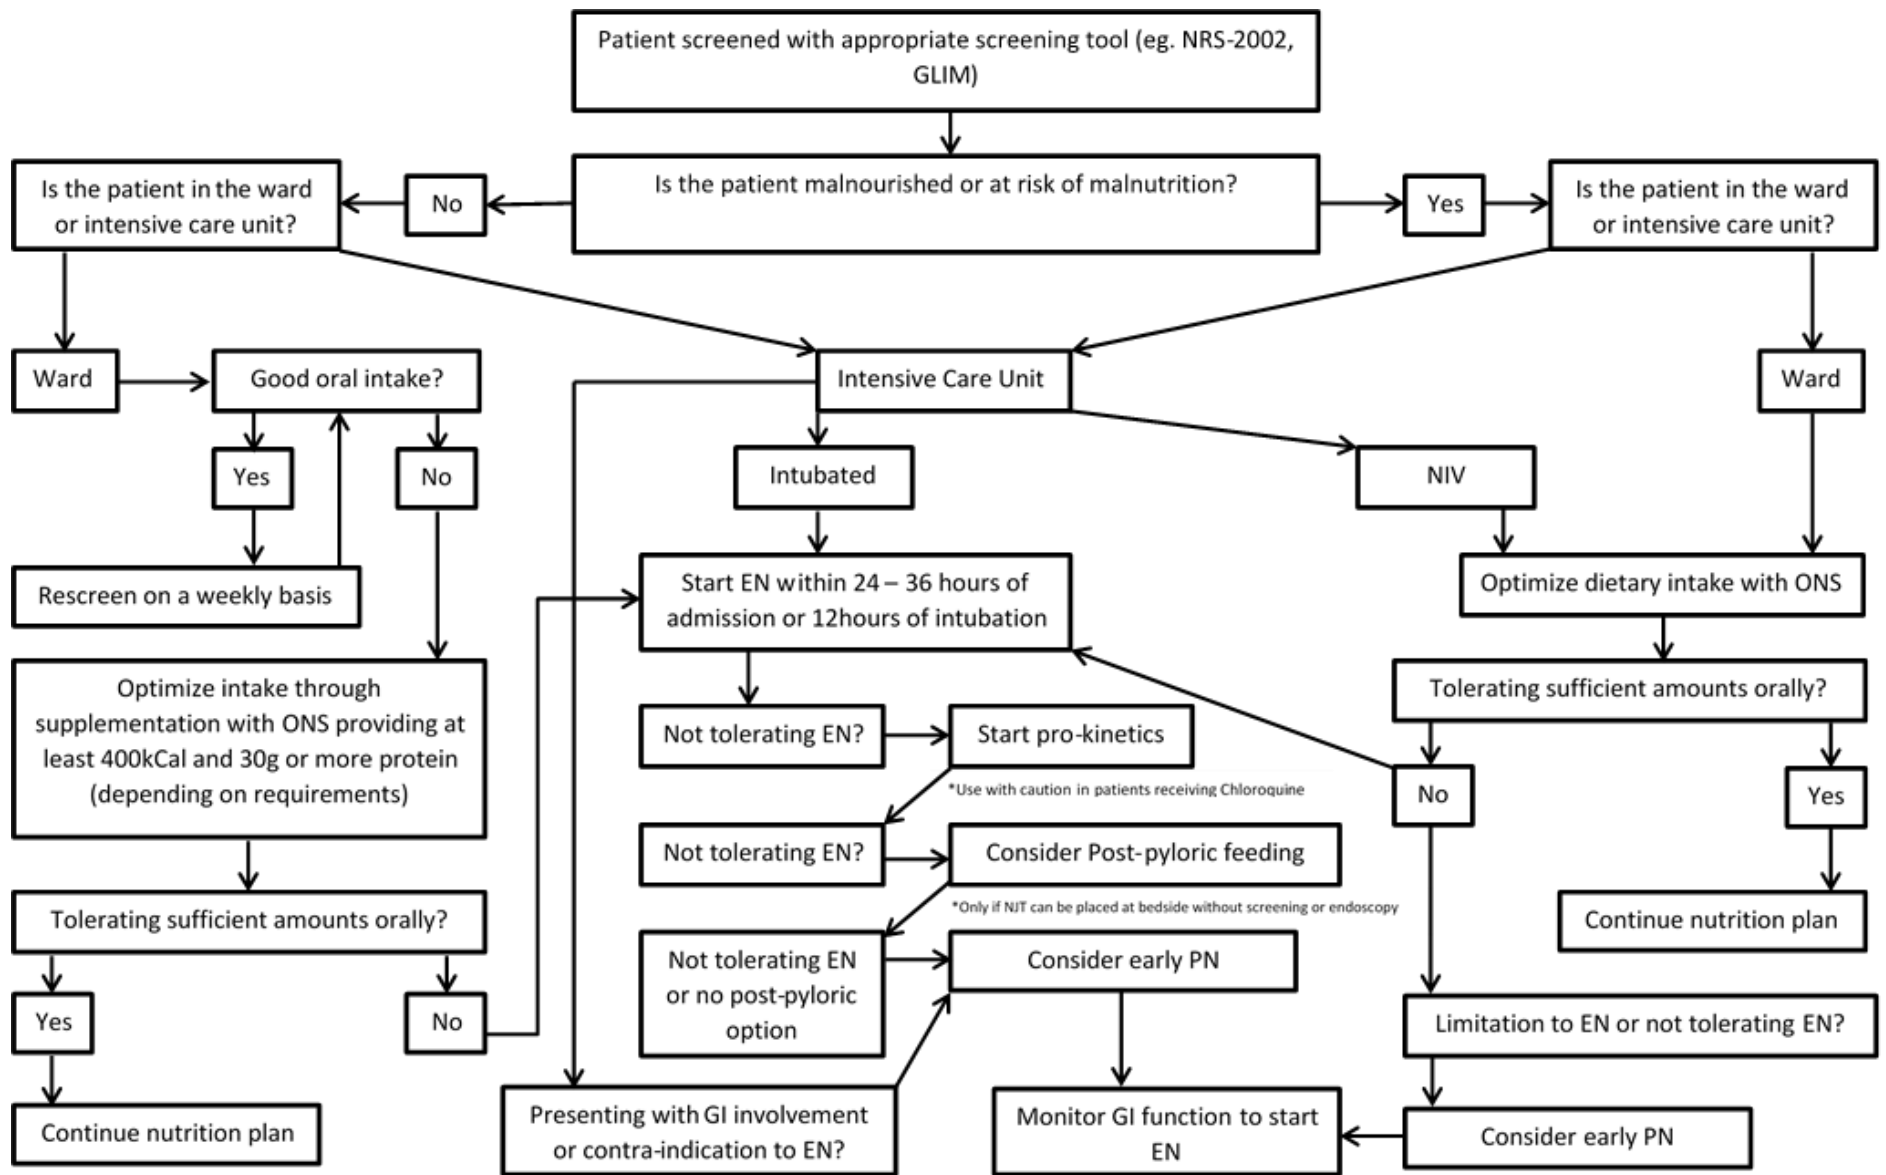 Patient screened with appropriate screening tool (eg. NRS-2002,
GLIM)
Is the patient in the ward
or intensive care unit?
No
Is the patient malnourished or at risk of malnutrition?
Yes
Is the patient in the ward
or intensive care unit?
Ward
Good oral intake?
Intensive Care Unit
Ward
Yes
No
Intubated
NIV
Rescreen on a weekly basis
Start EN within 24 – 36 hours of
admission or 12hours of intubation
Optimize dietary intake with ONS
Optimize intake through
supplementation with ONS providing at
least 400kCal and 30g or more protein
(depending on requirements)
Tolerating sufficient amounts orally?
Not tolerating EN?
Start pro-kinetics
*Use with caution in patients receiving Chloroquine
No
Yes
Not tolerating EN?
Consider Post-pyloric feeding
*Only if NJT can be placed at bedside without screening or endoscopy
Tolerating sufficient amounts orally?
Continue nutrition plan
Not tolerating EN
or no post-pyloric
option
Consider early PN
Yes
No
Limitation to EN or not tolerating EN?
Continue nutrition plan
Presenting with GI involvement
or contra-indication to EN?
Monitor GI function to start
EN
Consider early PN